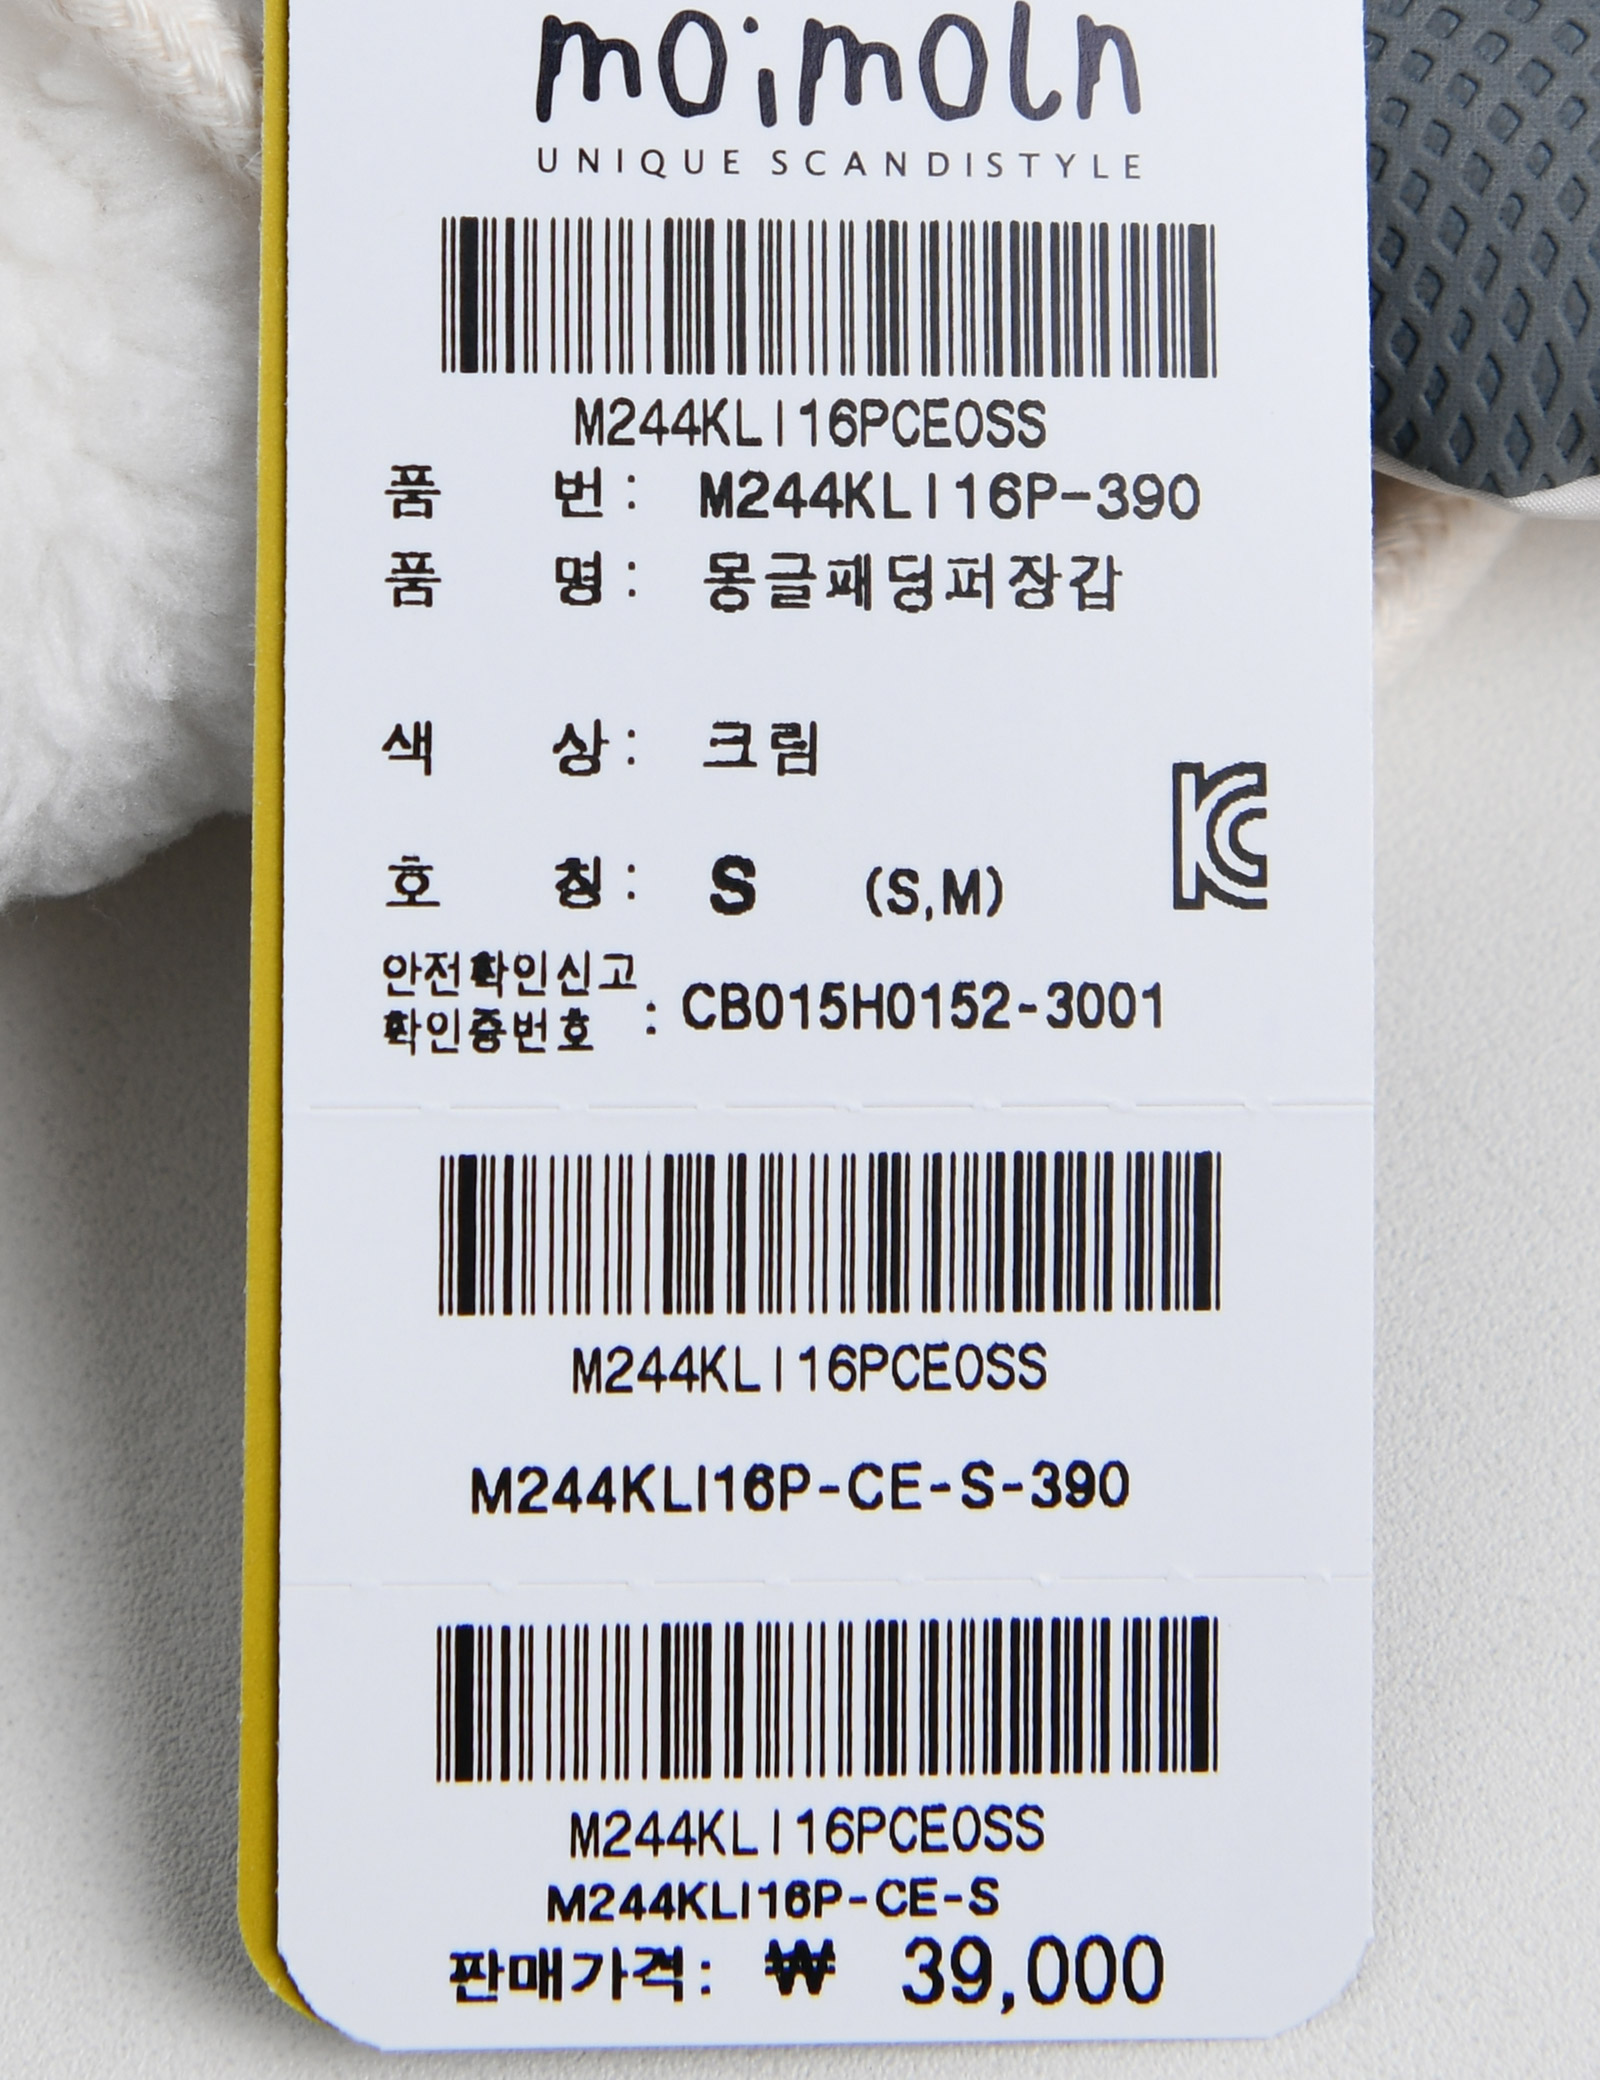 moimoln
UNIQUE SCANDISTYLE
M244KLI16PCE0SS
품 번 : M244KLI16P-390
품 명 : 몽글패딩퍼장갑
색 상 : 크림
호 칭 : S (S,M)
KC
안전확인신고
확인증번호 : CB015H0152-3001
M244KLI16PCE0SS
M244KLI16P-CE-S-390
M244KLI16PCE0SS
M244KLI16P-CE-S
판매가격 : ₩ 39,000